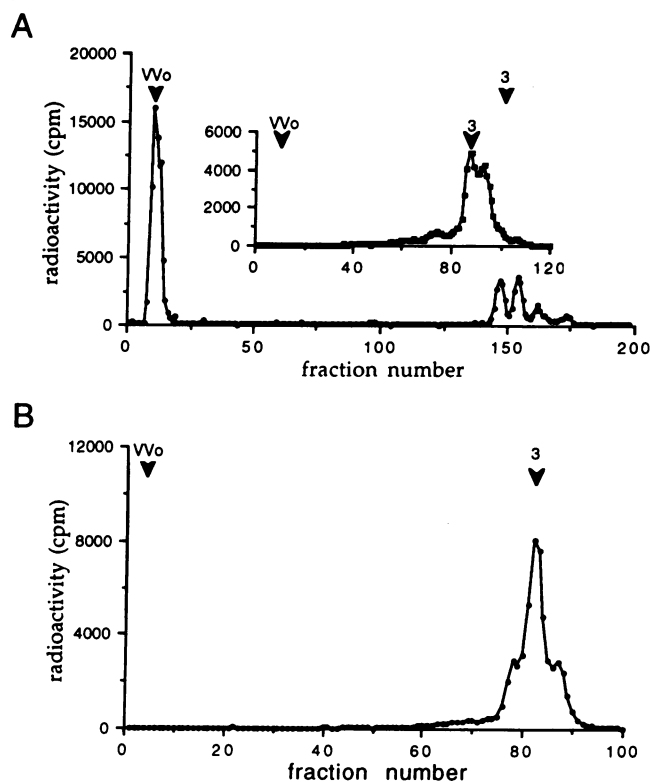 A
20000
15000
10000
5000
0
radioactivity (cpm)
VVo
3
6000
4000
2000
0
VVo
3
0 40 80 120
0 50 100 150 200
fraction number
B
12000
8000
4000
0
radioactivity (cpm)
VVo
3
0 20 40 60 80 100
fraction number